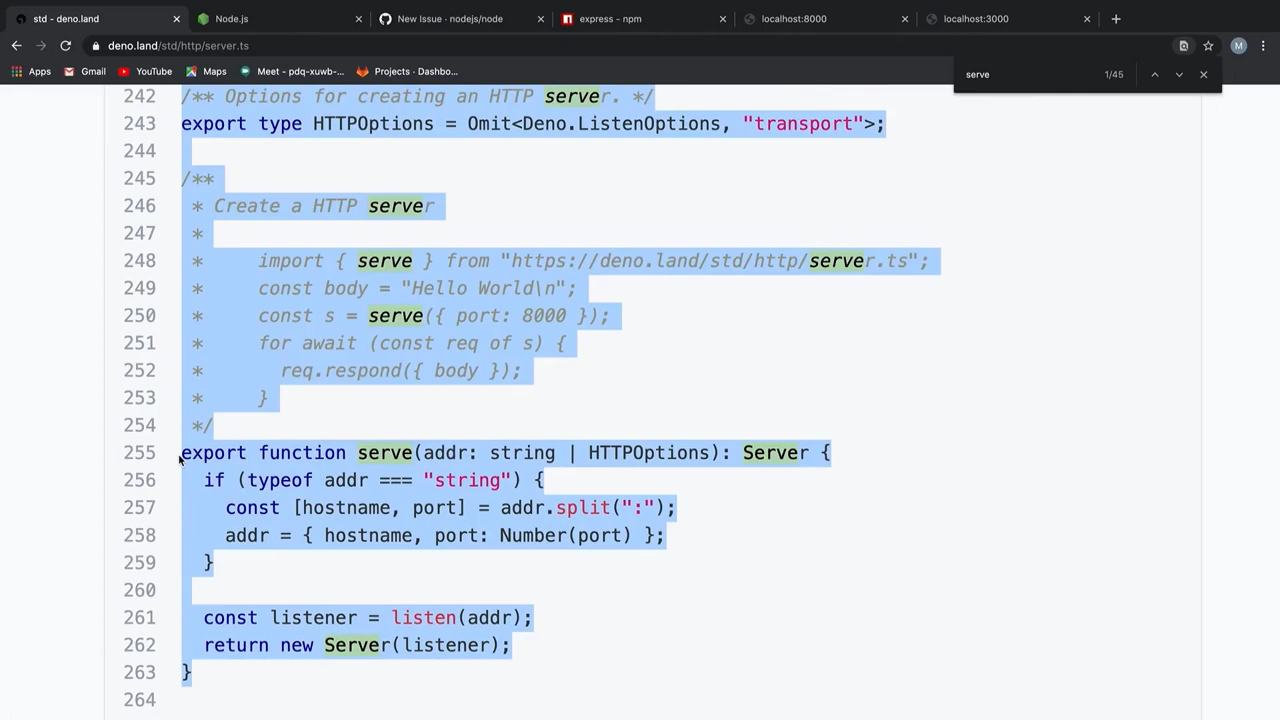 std - deno.land
Node.js
New Issue · nodejs/node
express - npm
localhost:8000
localhost:3000
deno.land/std/http/server.ts
M
Apps
Gmail
YouTube
Maps
Meet - pdq-xuwb-...
Projects · Dashbo...
serve
1/45
242 /** Options for creating an HTTP server. */
243 export type HTTPOptions = Omit<Deno.ListenOptions, "transport">;
244
245 /**
246  * Create a HTTP server
247  *
248  *     import { serve } from "https://deno.land/std/http/server.ts";
249  *     const body = "Hello World\n";
250  *     const s = serve({ port: 8000 });
251  *     for await (const req of s) {
252  *       req.respond({ body });
253  *     }
254  */
255 export function serve(addr: string | HTTPOptions): Server {
256   if (typeof addr === "string") {
257     const [hostname, port] = addr.split(":");
258     addr = { hostname, port: Number(port) };
259   }
260
261   const listener = listen(addr);
262   return new Server(listener);
263 }
264